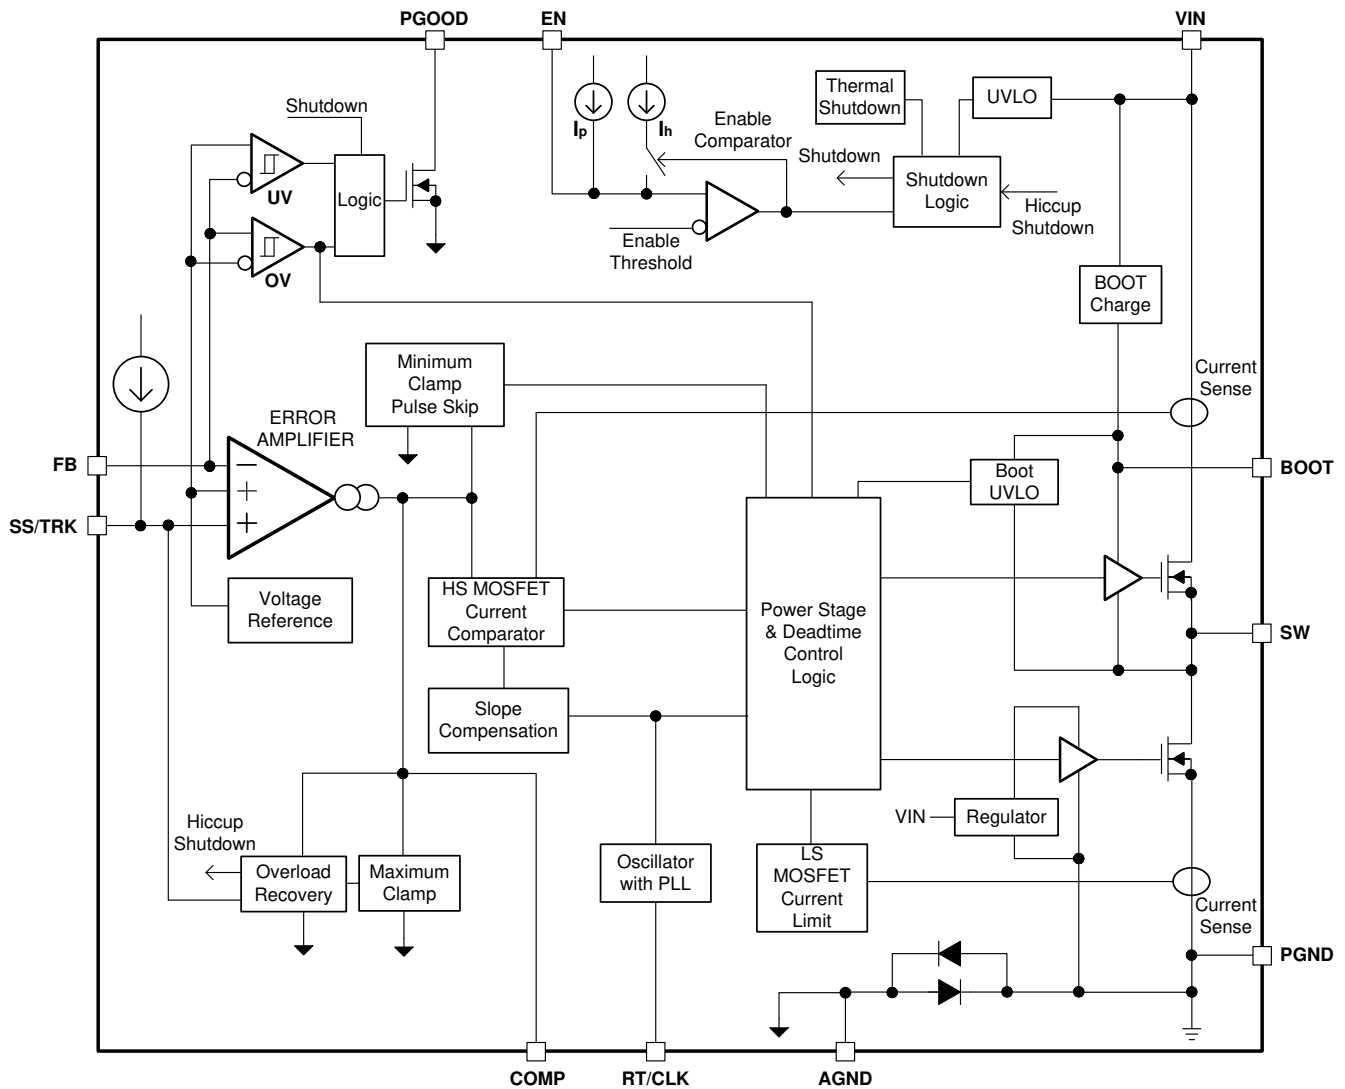 PGOOD
EN
VIN
Shutdown
UV
OV
Logic
Ip
Ih
Enable
Comparator
Enable
Threshold
Thermal
Shutdown
UVLO
Shutdown
Shutdown
Logic
Hiccup
Shutdown
BOOT
Charge
Current
Sense
Minimum
Clamp
Pulse Skip
ERROR
AMPLIFIER
FB
SS/TRK
−
+
+
Boot
UVLO
BOOT
Voltage
Reference
HS MOSFET
Current
Comparator
Power Stage
& Deadtime
Control
Logic
SW
Slope
Compensation
VIN
Regulator
Hiccup
Shutdown
Overload
Recovery
Maximum
Clamp
Oscillator
with PLL
LS
MOSFET
Current
Limit
Current
Sense
PGND
COMP
RT/CLK
AGND